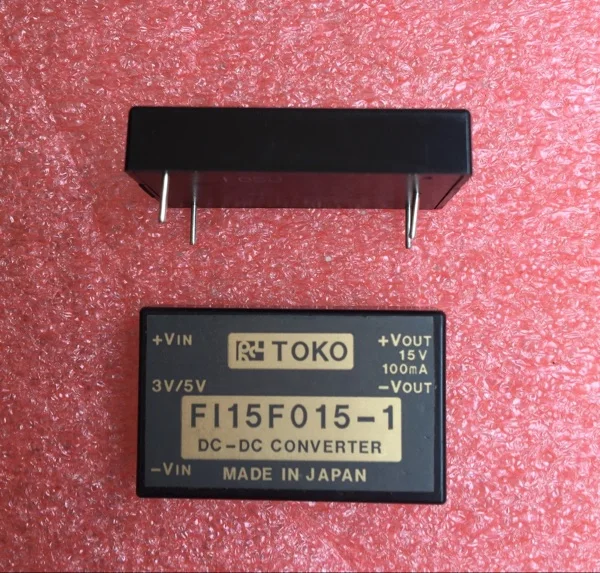 +VIN
TOKO
+VOUT
15V
100mA
3V/5V
-VOUT
FI15F015-1
DC-DC CONVERTER
-VIN
MADE IN JAPAN